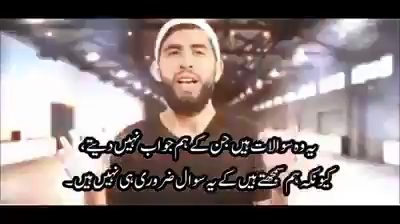 یہ وہ سوالات ہیں جن کے ہم جواب نہیں دیتے،
کیونکہ ہم سمجھتے ہیں کے یہ سوال ضروری ہی نہیں ہیں۔